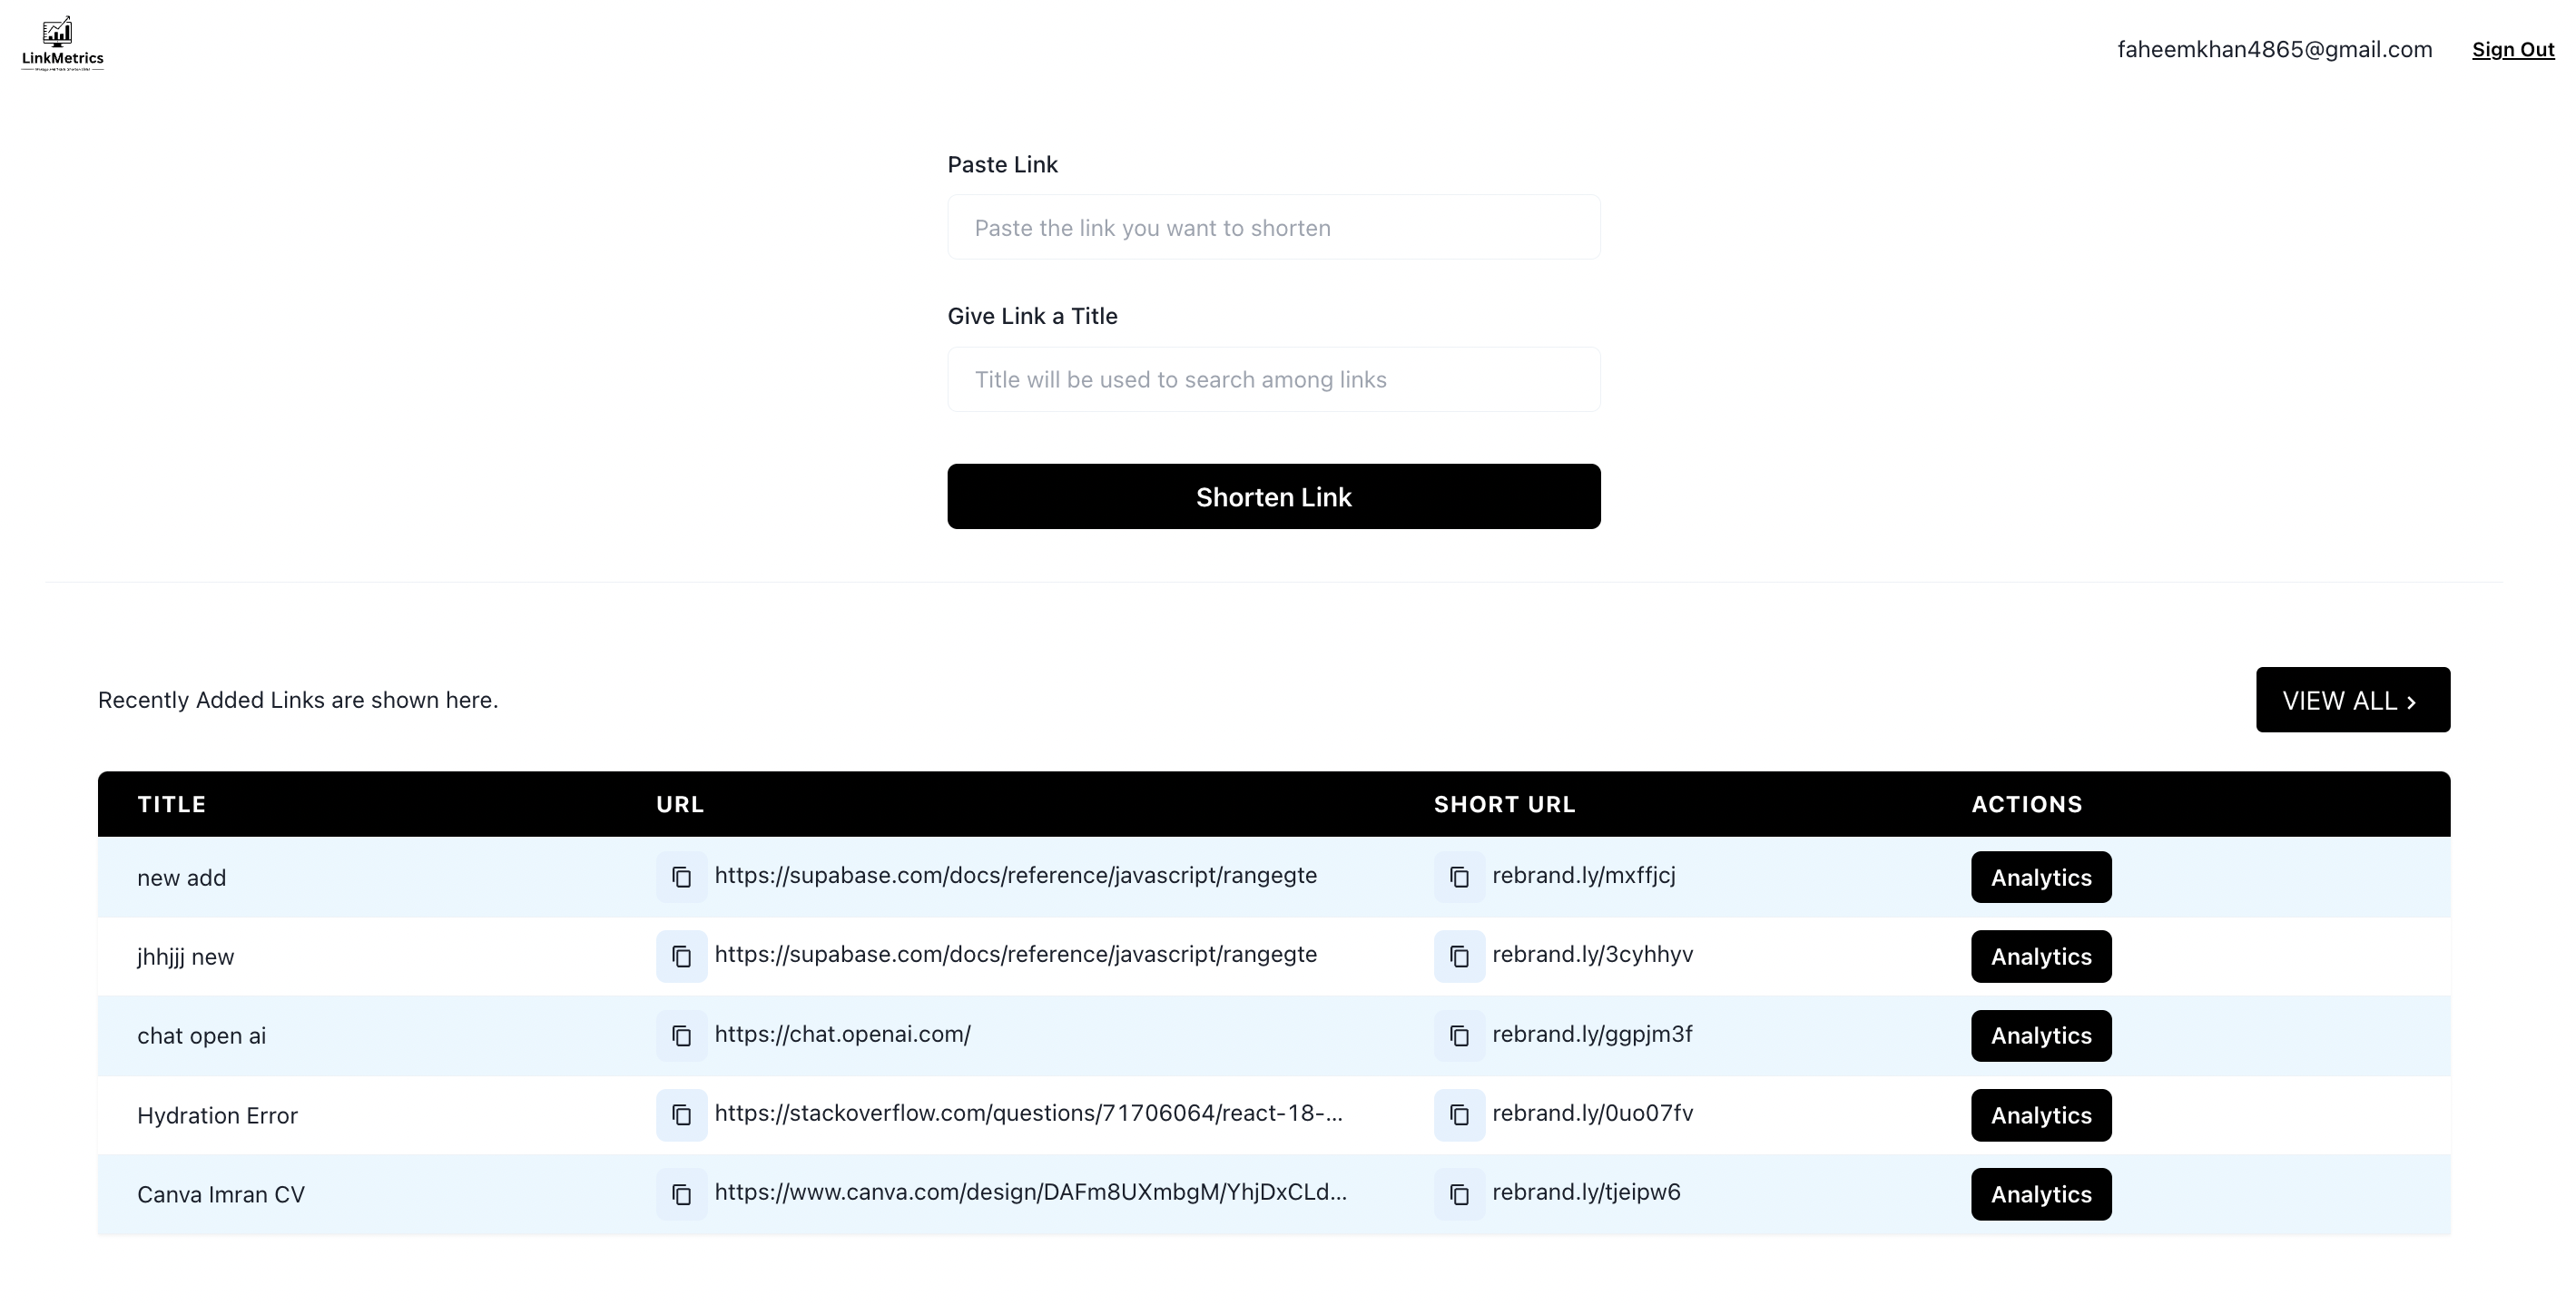 LinkMetrics
faheemkhan4865@gmail.com Sign Out
Paste Link
Paste the link you want to shorten
Give Link a Title
Title will be used to search among links
Shorten Link
Recently Added Links are shown here.
VIEW ALL ›
TITLE URL SHORT URL ACTIONS
new add https://supabase.com/docs/reference/javascript/rangegte rebrand.ly/mxffjcj Analytics
jhhjjj new https://supabase.com/docs/reference/javascript/rangegte rebrand.ly/3cyhhyv Analytics
chat open ai https://chat.openai.com/ rebrand.ly/ggpjm3f Analytics
Hydration Error https://stackoverflow.com/questions/71706064/react-18-... rebrand.ly/0uo07fv Analytics
Canva Imran CV https://www.canva.com/design/DAFm8UXmbgM/YhjDxCLd... rebrand.ly/tjeipw6 Analytics